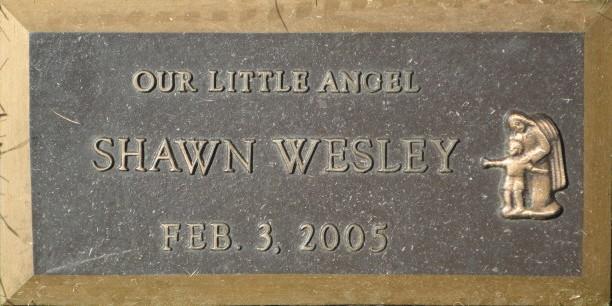 OUR LITTLE ANGEL
SHAWN WESLEY
FEB. 3, 2005